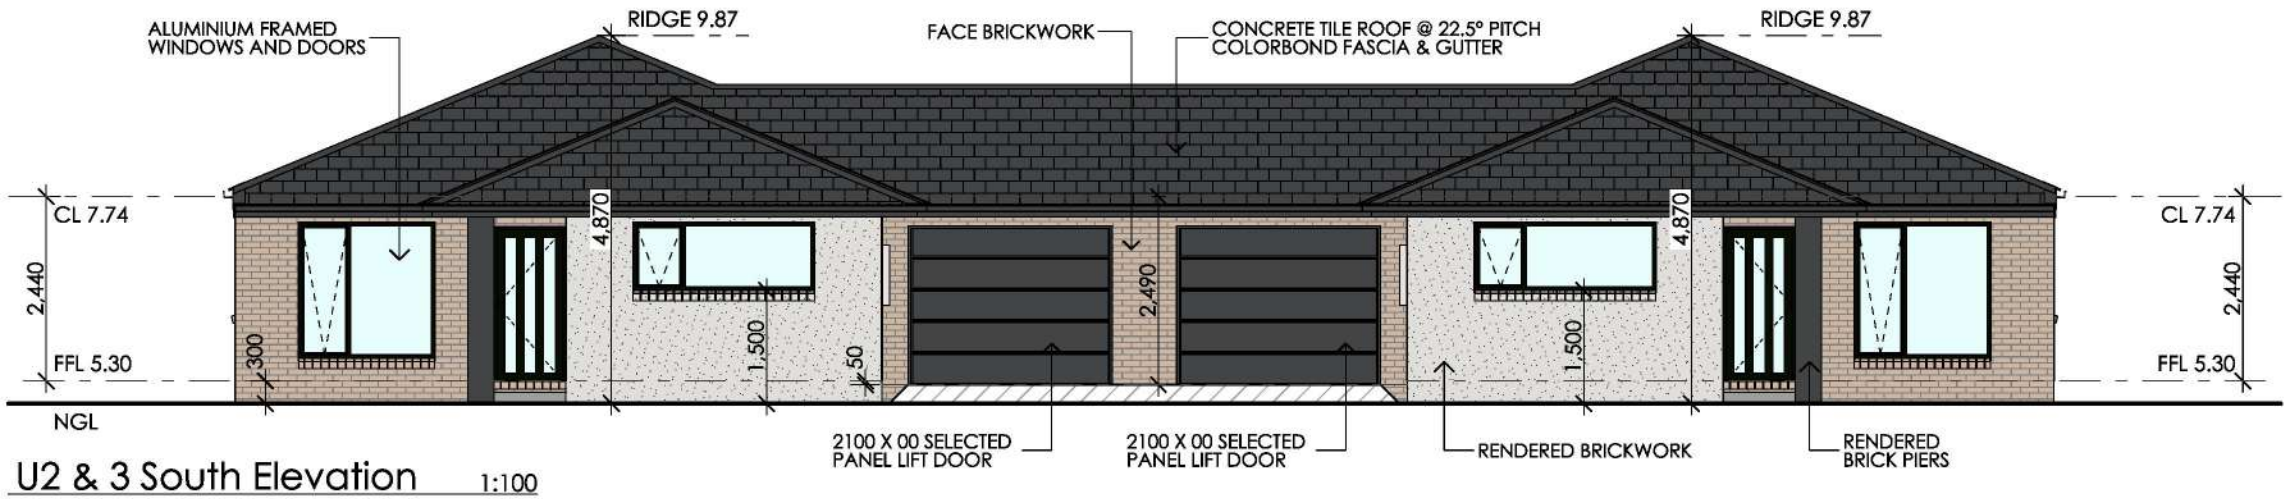 RIDGE 9.87
RIDGE 9.87
ALUMINIUM FRAMED
WINDOWS AND DOORS
FACE BRICKWORK
CONCRETE TILE ROOF @ 22.5° PITCH
COLORBOND FASCIA & GUTTER
CL 7.74
CL 7.74
4,870
4,870
2,440
2,440
2,490
300
1,500
50
1,500
FFL 5.30
FFL 5.30
NGL
2100 X 00 SELECTED
PANEL LIFT DOOR
2100 X 00 SELECTED
PANEL LIFT DOOR
RENDERED BRICKWORK
RENDERED
BRICK PIERS
U2 & 3 South Elevation 1:100